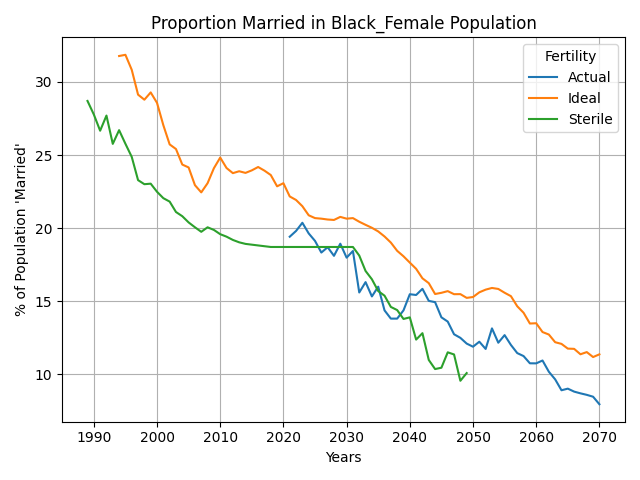 Proportion Married in Black_Female Population
Fertility
Actual
Ideal
Sterile
% of Population 'Married'
30
25
20
15
10
1990 2000 2010 2020 2030 2040 2050 2060 2070
Years